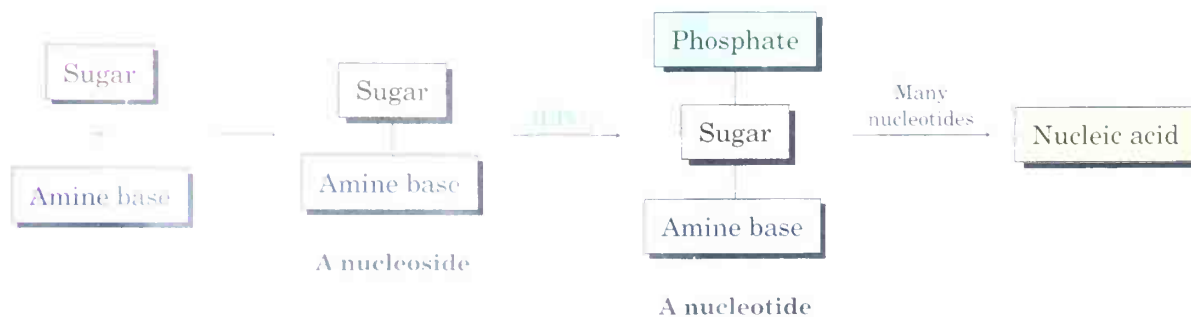 Sugar
Amine base
Sugar
Amine base
A nucleoside
Phosphate
Sugar
Amine base
A nucleotide
Many
nucleotides
Nucleic acid